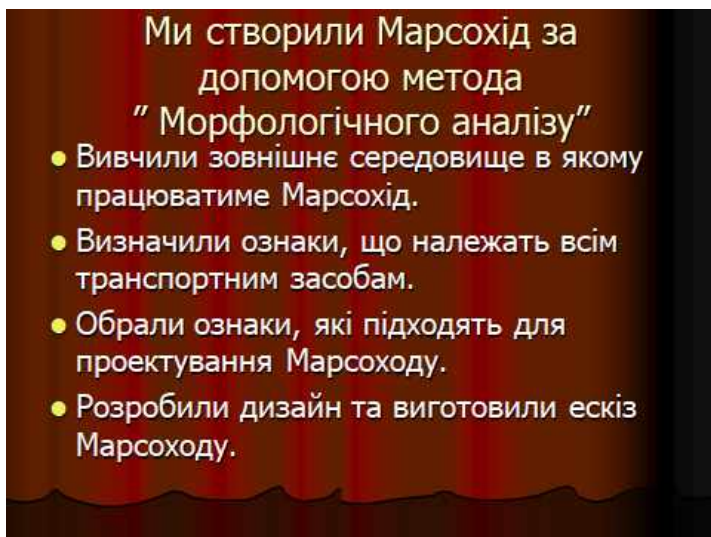 Ми створили Марсохід за
допомогою метода
” Морфологічного аналізу”
Вивчили зовнішнє середовище в якому
працюватиме Марсохід.
Визначили ознаки, що належать всім
транспортним засобам.
Обрали ознаки, які підходять для
проектування Марсоходу.
Розробили дизайн та виготовили ескіз
Марсоходу.